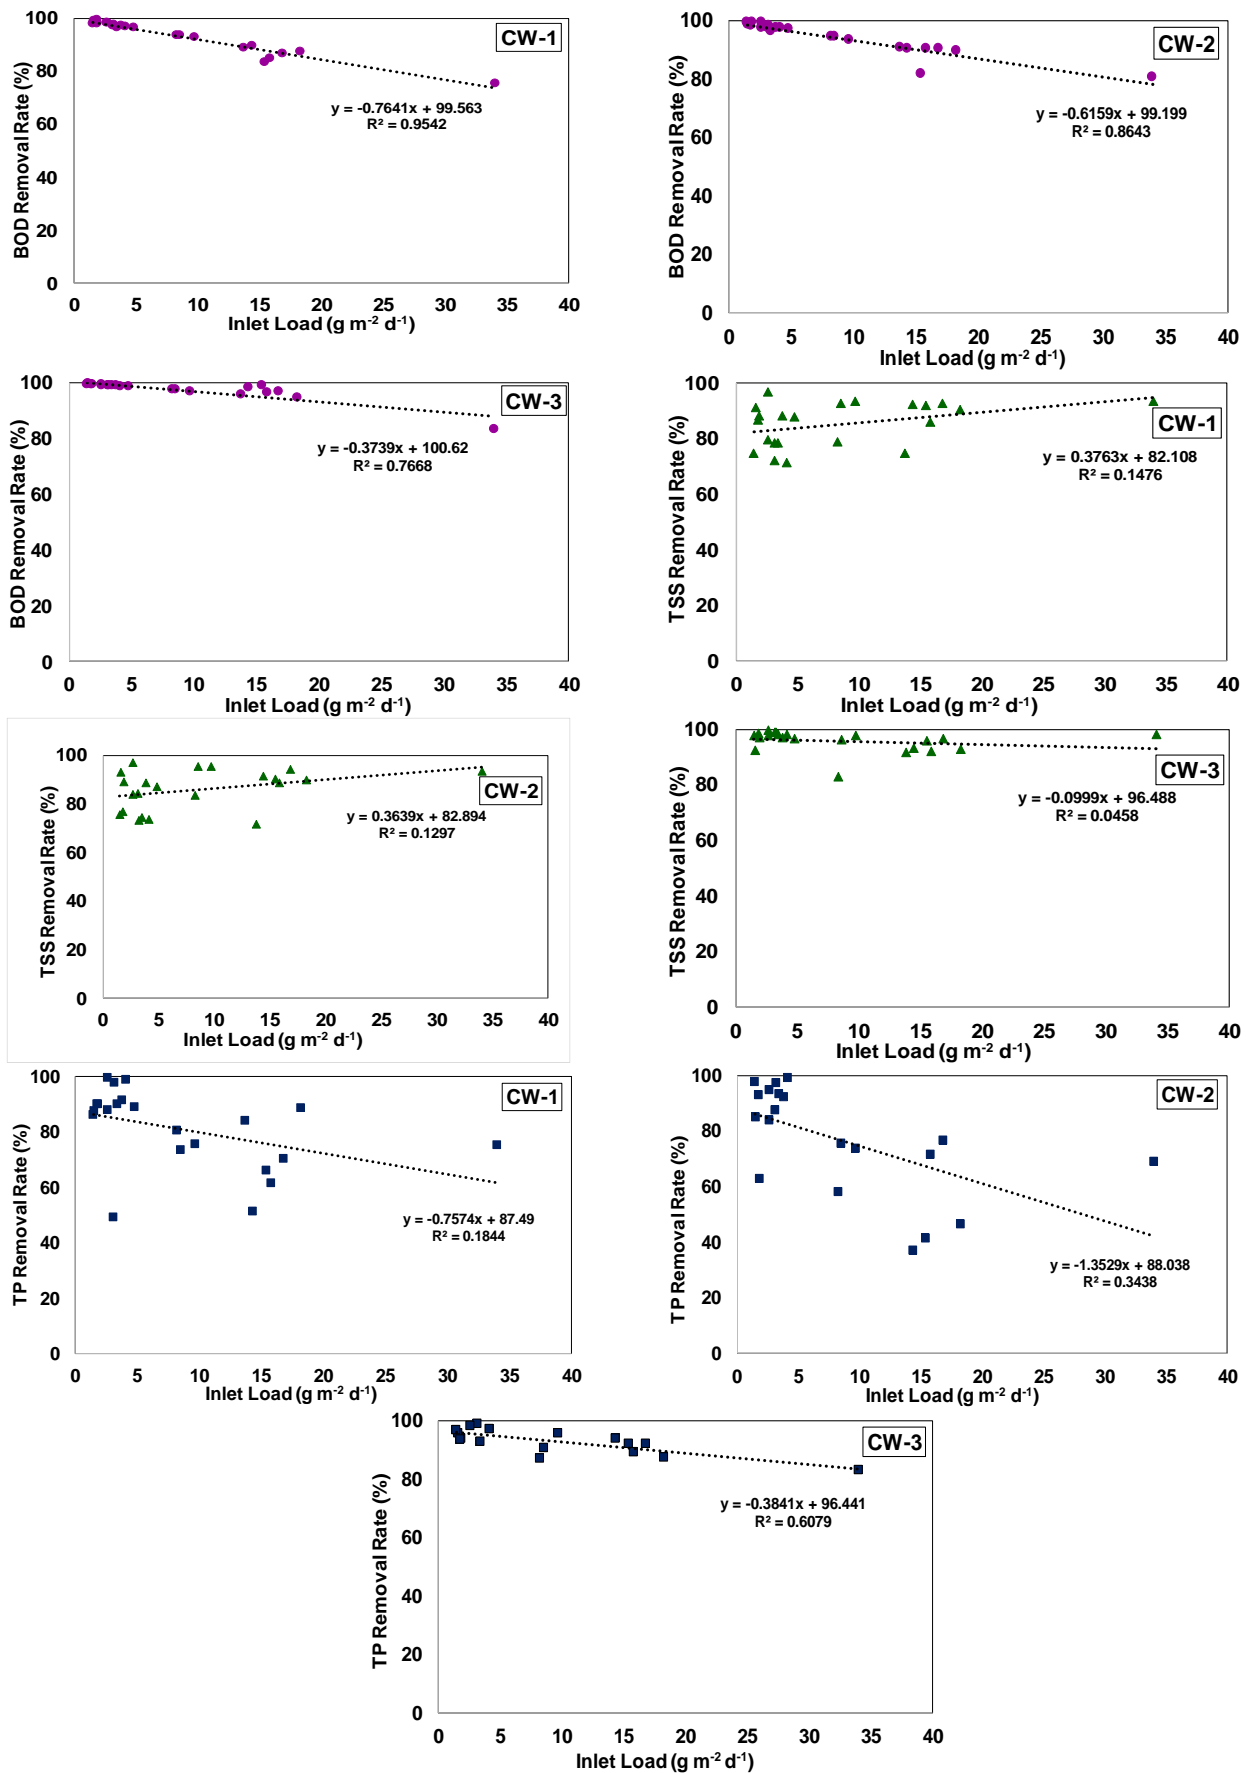 CW-1
BOD Removal Rate (%)
100
80
60
40
20
0
y = -0.7641x + 99.563
R² = 0.9542
0 5 10 15 20 25 30 35 40
Inlet Load (g m⁻² d⁻¹)
CW-2
BOD Removal Rate (%)
100
80
60
40
20
0
y = -0.6159x + 99.199
R² = 0.8643
0 5 10 15 20 25 30 35 40
Inlet Load (g m⁻² d⁻¹)
CW-3
BOD Removal Rate (%)
100
80
60
40
20
0
y = -0.3739x + 100.62
R² = 0.7668
0 5 10 15 20 25 30 35 40
Inlet Load (g m⁻² d⁻¹)
CW-1
TSS Removal Rate (%)
100
80
60
40
20
0
y = 0.3763x + 82.108
R² = 0.1476
0 5 10 15 20 25 30 35 40
Inlet Load (g m⁻² d⁻¹)
CW-2
TSS Removal Rate (%)
100
80
60
40
20
0
y = 0.3639x + 82.894
R² = 0.1297
0 5 10 15 20 25 30 35 40
Inlet Load (g m⁻² d⁻¹)
CW-3
TSS Removal Rate (%)
100
80
60
40
20
0
y = -0.0999x + 96.488
R² = 0.0458
0 5 10 15 20 25 30 35 40
Inlet Load (g m⁻² d⁻¹)
CW-1
TP Removal Rate (%)
100
80
60
40
20
0
y = -0.7574x + 87.49
R² = 0.1844
0 5 10 15 20 25 30 35 40
Inlet Load (g m⁻² d⁻¹)
CW-2
TP Removal Rate (%)
100
80
60
40
20
0
y = -1.3529x + 88.038
R² = 0.3438
0 5 10 15 20 25 30 35 40
Inlet Load (g m⁻² d⁻¹)
CW-3
TP Removal Rate (%)
100
80
60
40
20
0
y = -0.3841x + 96.441
R² = 0.6079
0 5 10 15 20 25 30 35 40
Inlet Load (g m⁻² d⁻¹)